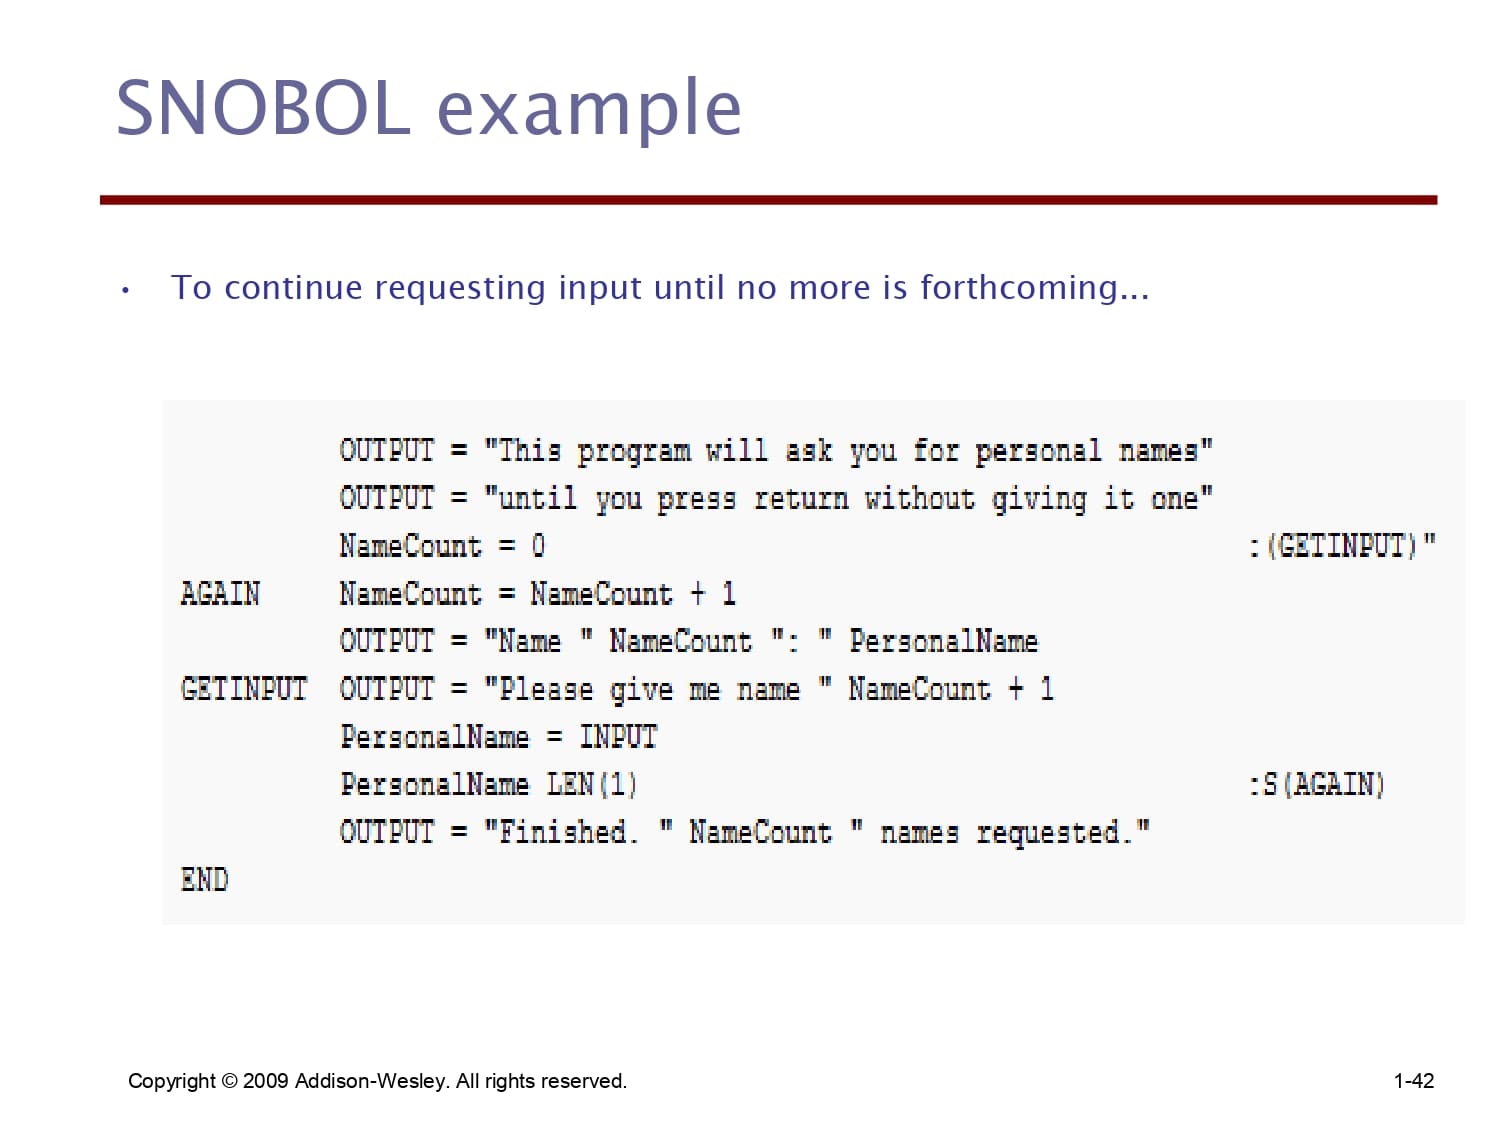 SNOBOL example
• To continue requesting input until no more is forthcoming...
OUTPUT = "This program will ask you for personal names"
OUTPUT = "until you press return without giving it one"
NameCount = 0 :(GETINPUT)"
AGAIN NameCount = NameCount + 1
OUTPUT = "Name " NameCount ": " PersonalName
GETINPUT OUTPUT = "Please give me name " NameCount + 1
PersonalName = INPUT
PersonalName LEN(1) :S(AGAIN)
OUTPUT = "Finished. " NameCount " names requested."
END
Copyright © 2009 Addison-Wesley. All rights reserved. 1-42